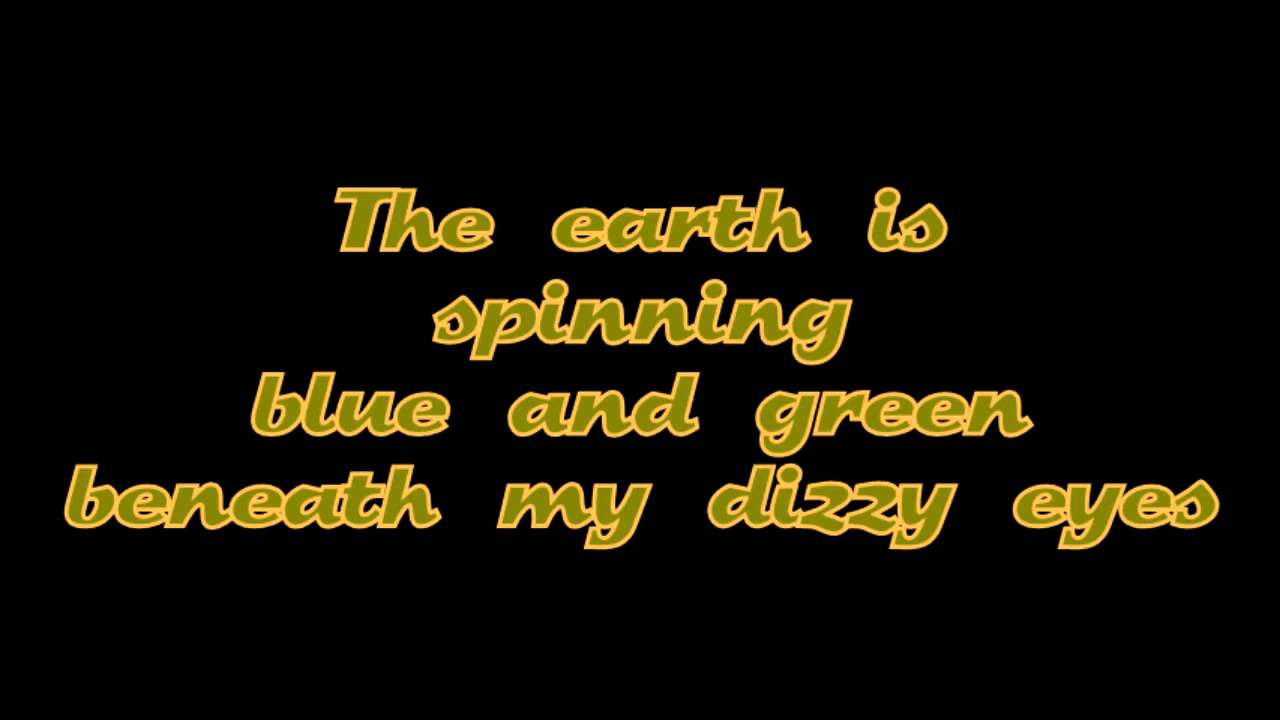 The earth is
spinning
blue and green
beneath my dizzy eyes